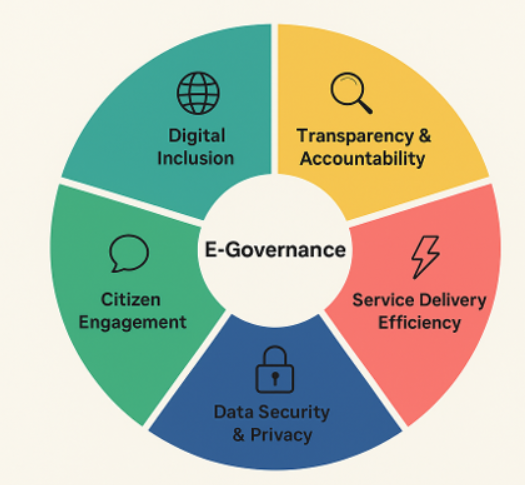 Digital
Inclusion
Transparency &
Accountability
E-Governance
Citizen
Engagement
Service Delivery
Efficiency
Data Security
& Privacy